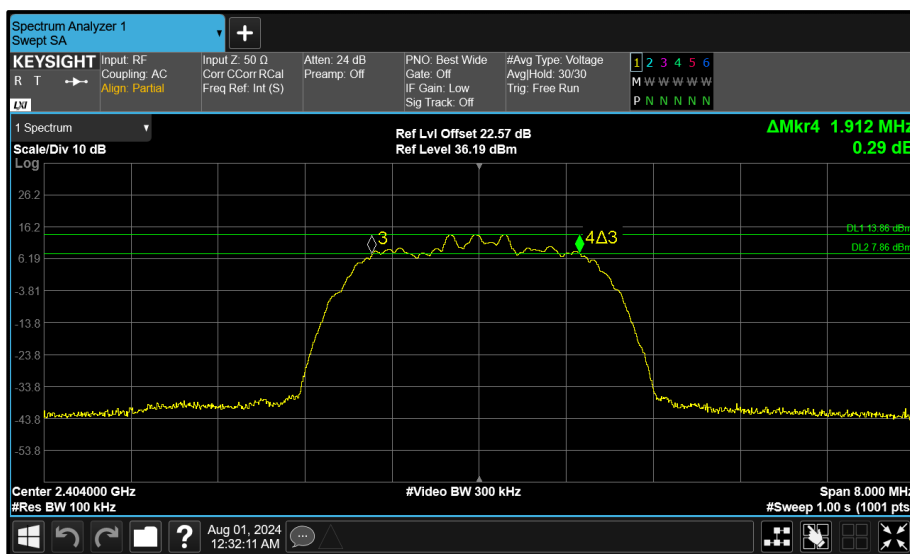 Spectrum Analyzer 1
Swept SA
+
KEYSIGHT
R T
LXI
Input: RF
Coupling: AC
Align: Partial
Input Z: 50 Ω
Corr CCorr RCal
Freq Ref: Int (S)
Atten: 24 dB
Preamp: Off
PNO: Best Wide
Gate: Off
IF Gain: Low
Sig Track: Off
#Avg Type: Voltage
Avg|Hold: 30/30
Trig: Free Run
1 2 3 4 5 6
M W W W W W
P N N N N N
1 Spectrum
Scale/Div 10 dB
Log
Ref Lvl Offset 22.57 dB
Ref Level 36.19 dBm
ΔMkr4 1.912 MHz
0.29 dB
26.2
16.2
6.19
-3.81
-13.8
-23.8
-33.8
-43.8
-53.8
3
4Δ3
DL1 13.86 dBm
DL2 7.86 dBm
Center 2.404000 GHz
#Res BW 100 kHz
#Video BW 300 kHz
Span 8.000 MHz
#Sweep 1.00 s (1001 pts
?
Aug 01, 2024
12:32:11 AM